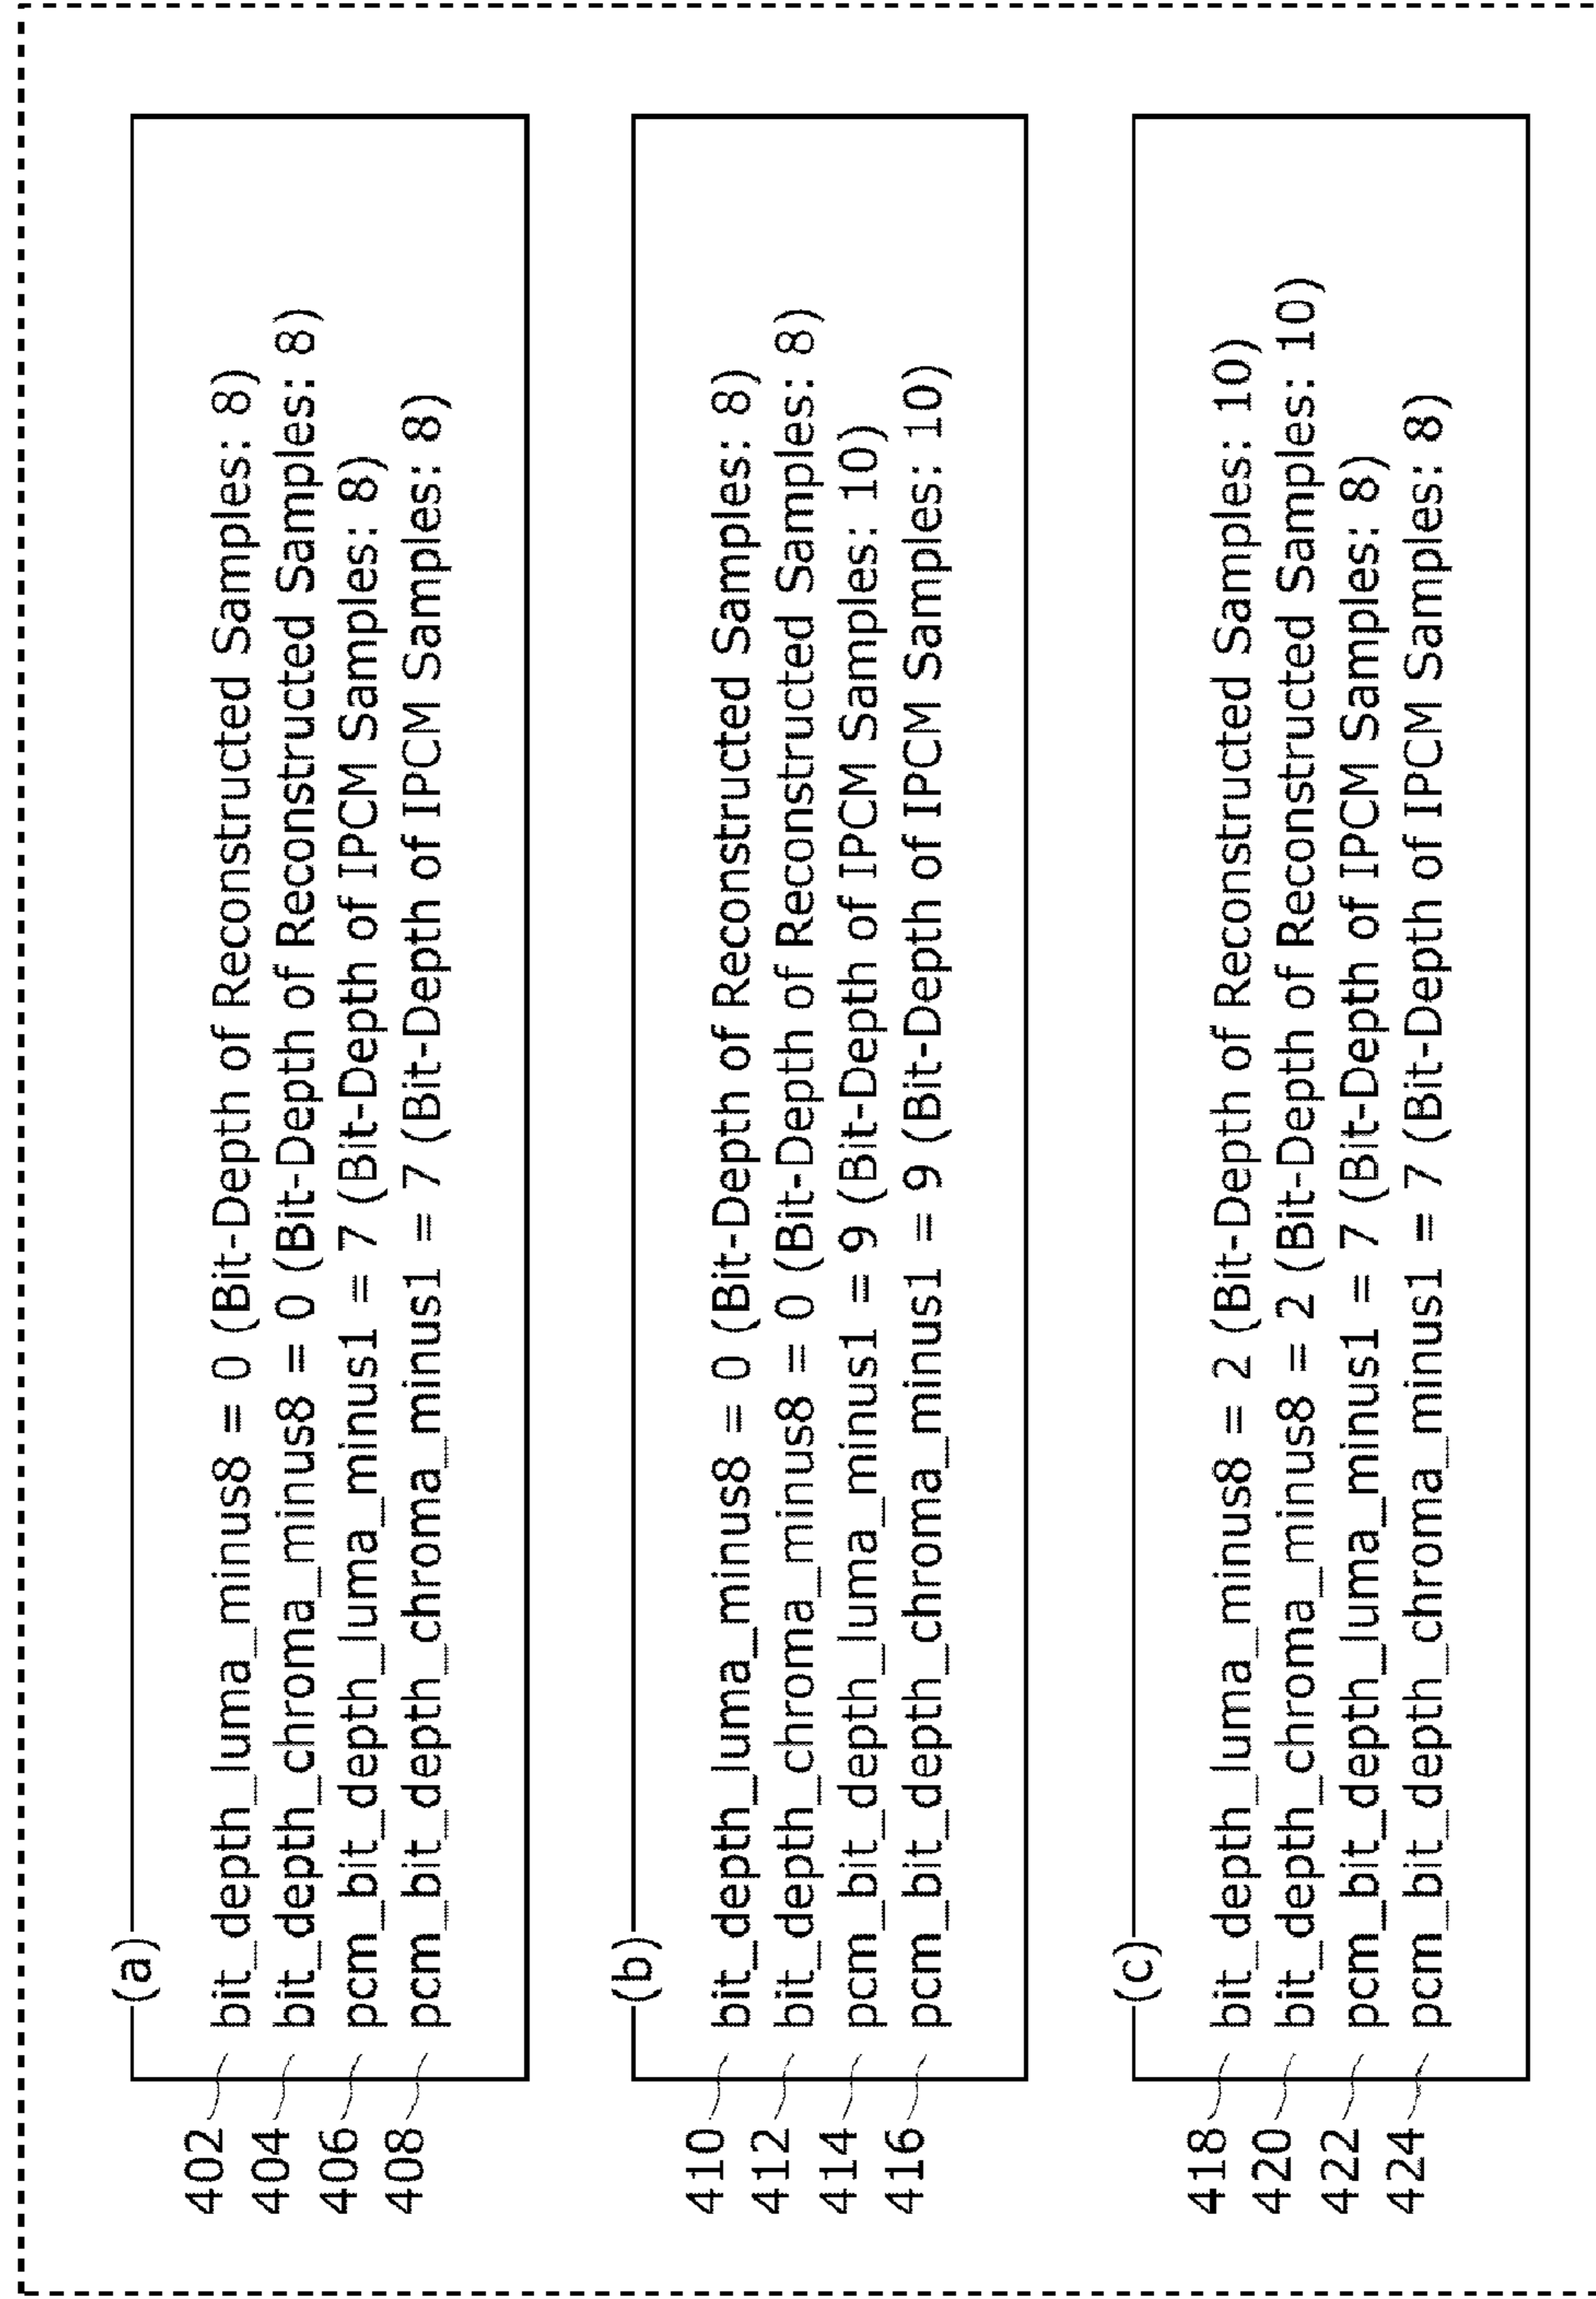 (a)
402 bit_depth_luma_minus8 = 0 (Bit-Depth of Reconstructed Samples: 8)
404 bit_depth_chroma_minus8 = 0 (Bit-Depth of Reconstructed Samples: 8)
406 pcm_bit_depth_luma_minus1 = 7 (Bit-Depth of IPCM Samples: 8)
408 pcm_bit_depth_chroma_minus1 = 7 (Bit-Depth of IPCM Samples: 8)
(b)
410 bit_depth_luma_minus8 = 0 (Bit-Depth of Reconstructed Samples: 8)
412 bit_depth_chroma_minus8 = 0 (Bit-Depth of Reconstructed Samples: 8)
414 pcm_bit_depth_luma_minus1 = 9 (Bit-Depth of IPCM Samples: 10)
416 pcm_bit_depth_chroma_minus1 = 9 (Bit-Depth of IPCM Samples: 10)
(c)
418 bit_depth_luma_minus8 = 2 (Bit-Depth of Reconstructed Samples: 10)
420 bit_depth_chroma_minus8 = 2 (Bit-Depth of Reconstructed Samples: 10)
422 pcm_bit_depth_luma_minus1 = 7 (Bit-Depth of IPCM Samples: 8)
424 pcm_bit_depth_chroma_minus1 = 7 (Bit-Depth of IPCM Samples: 8)